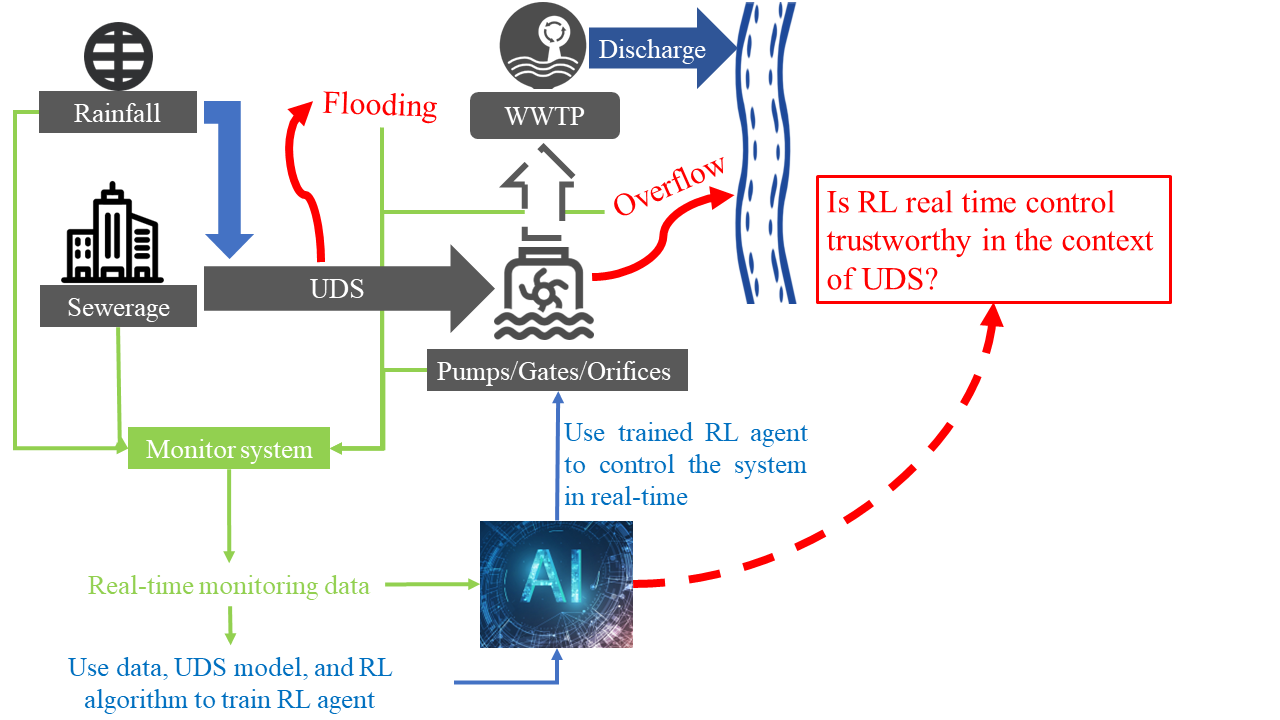 Discharge
Rainfall
Flooding
WWTP
Overflow
Is RL real time control
trustworthy in the context
of UDS?
UDS
Sewerage
Pumps/Gates/Orifices
Use trained RL agent
to control the system
in real-time
Monitor system
AI
Real-time monitoring data
Use data, UDS model, and RL
algorithm to train RL agent